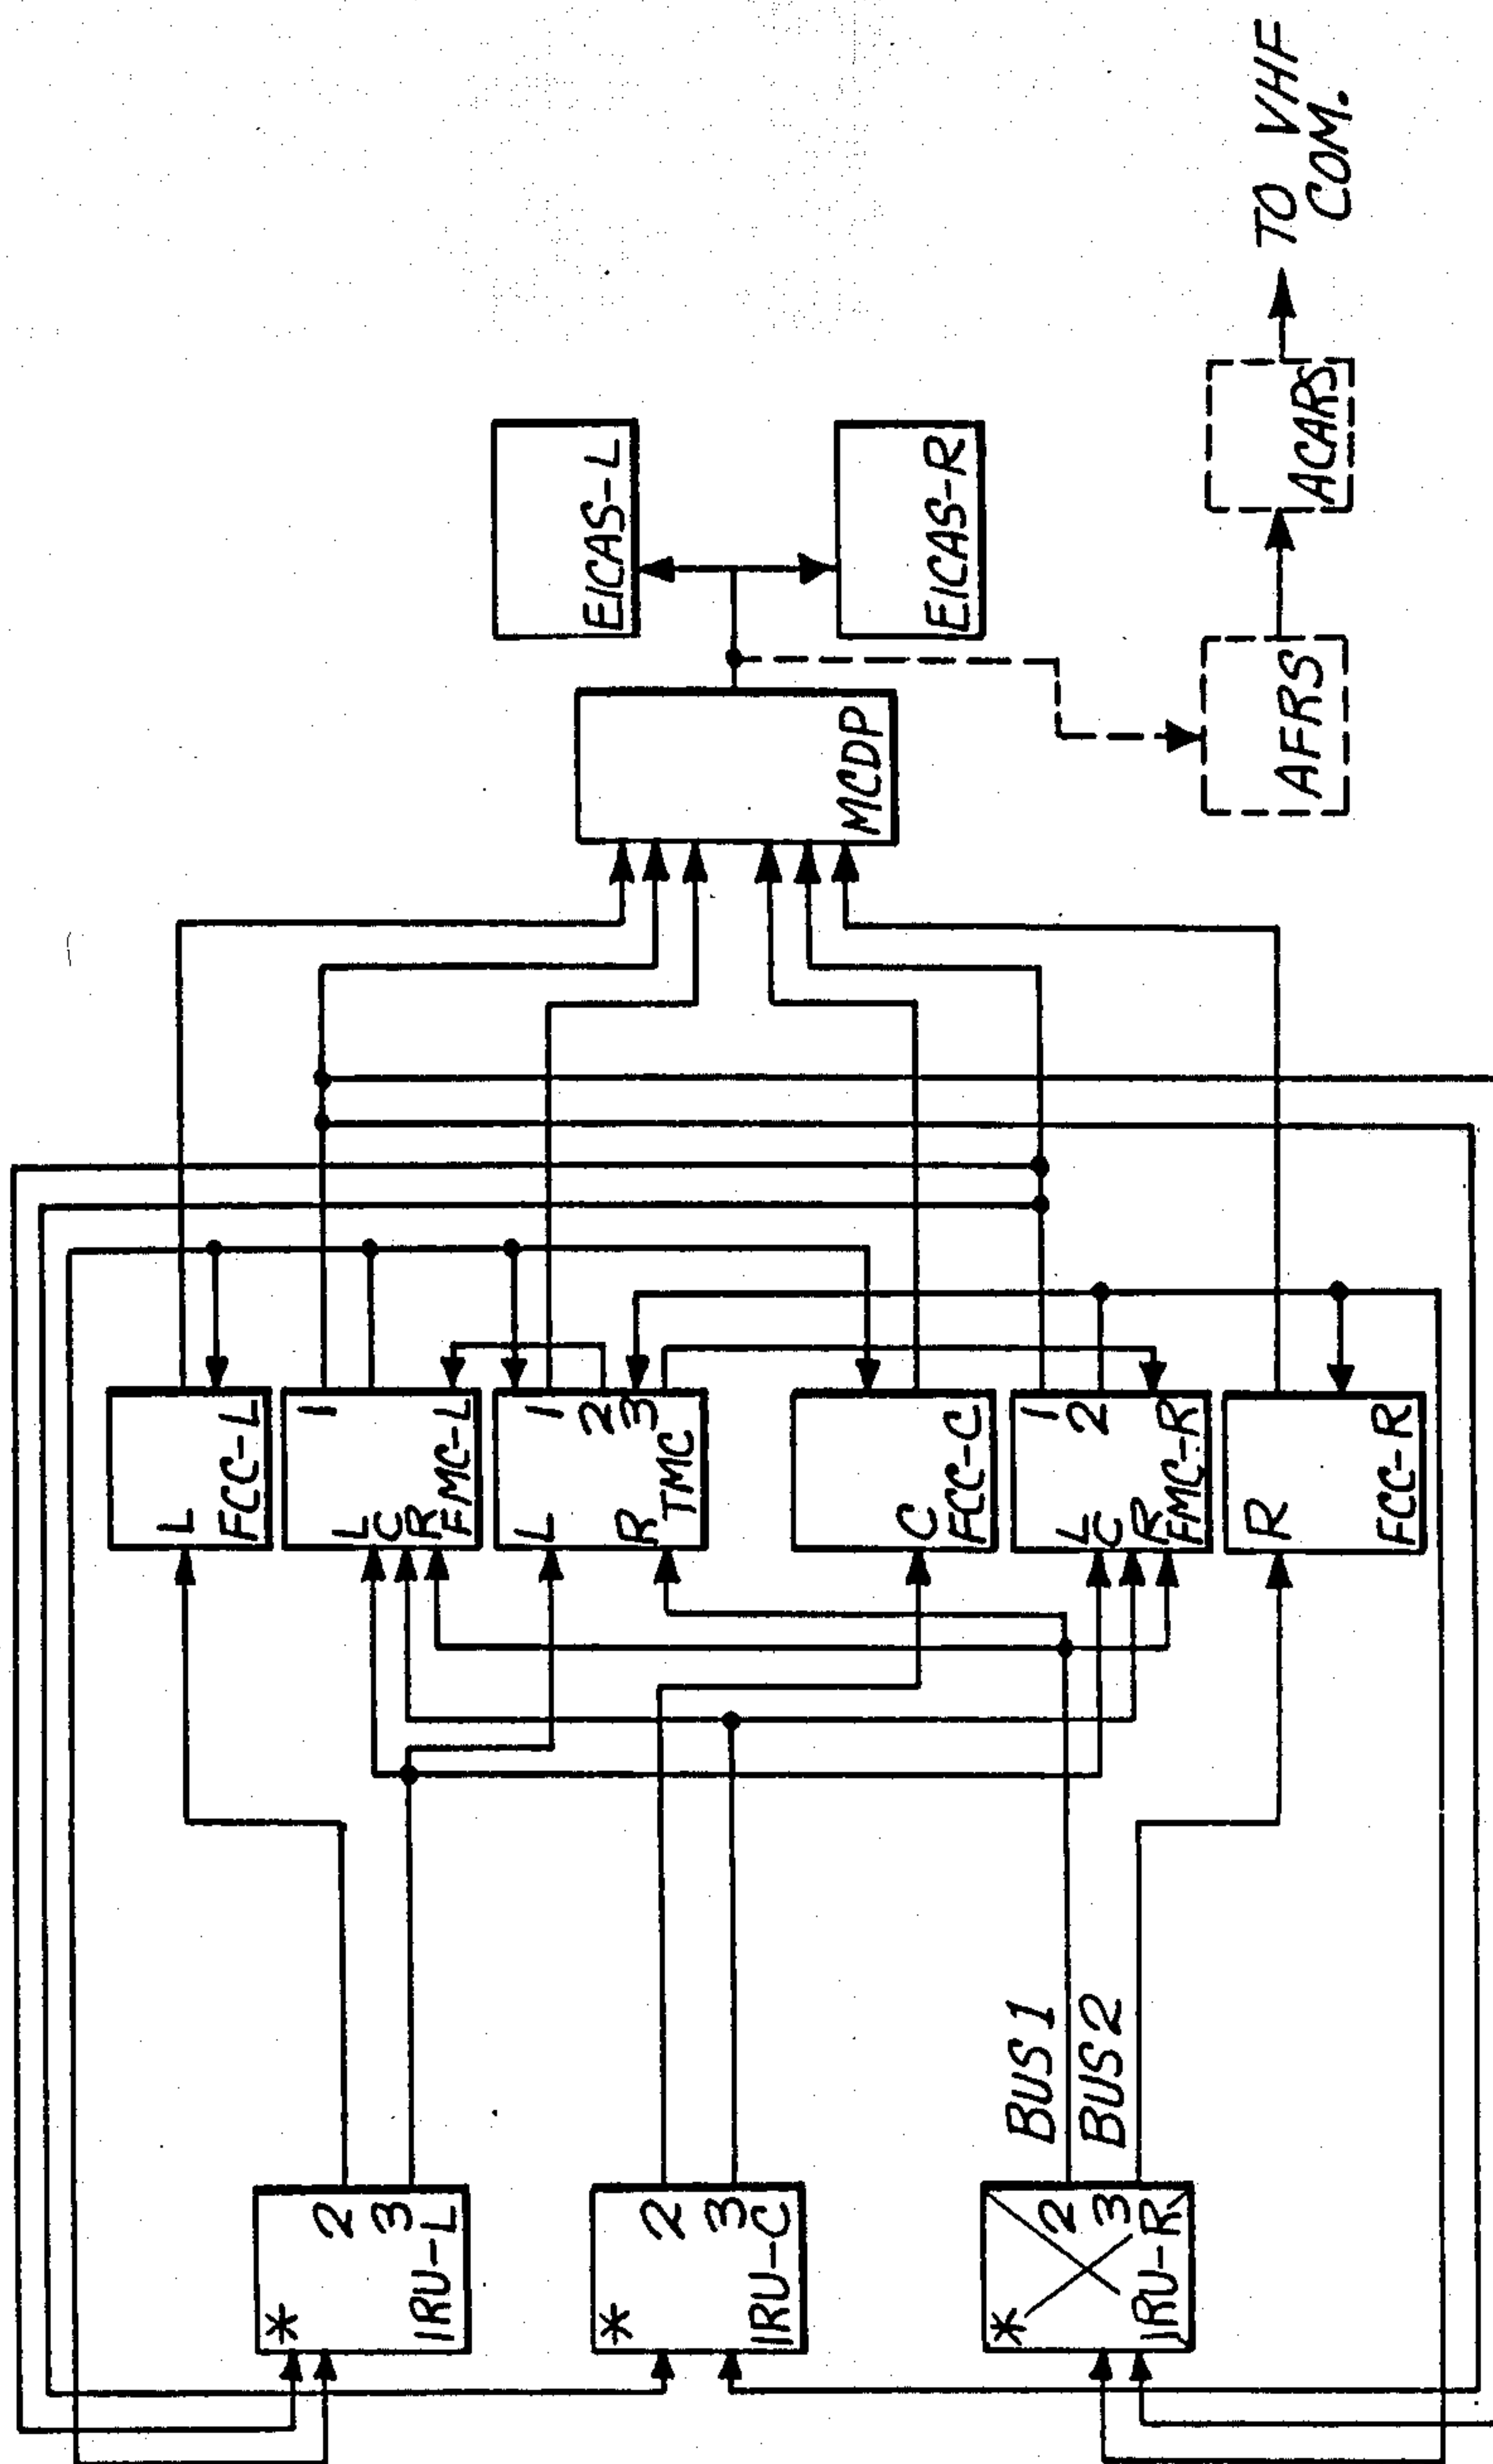 *
2
3
IRU-L
*
2
3
IRU-C
*
2
3
IRU-R
BUS 1
BUS 2
L
FCC-L
1
L
C
R
FMC-L
L
1
2
3
R
TMC
C
FCC-C
1
2
L
C
R
FMC-R
R
FCC-R
MCDP
EICAS-L
EICAS-R
AFRS
ACARS
TO VHF
COM.